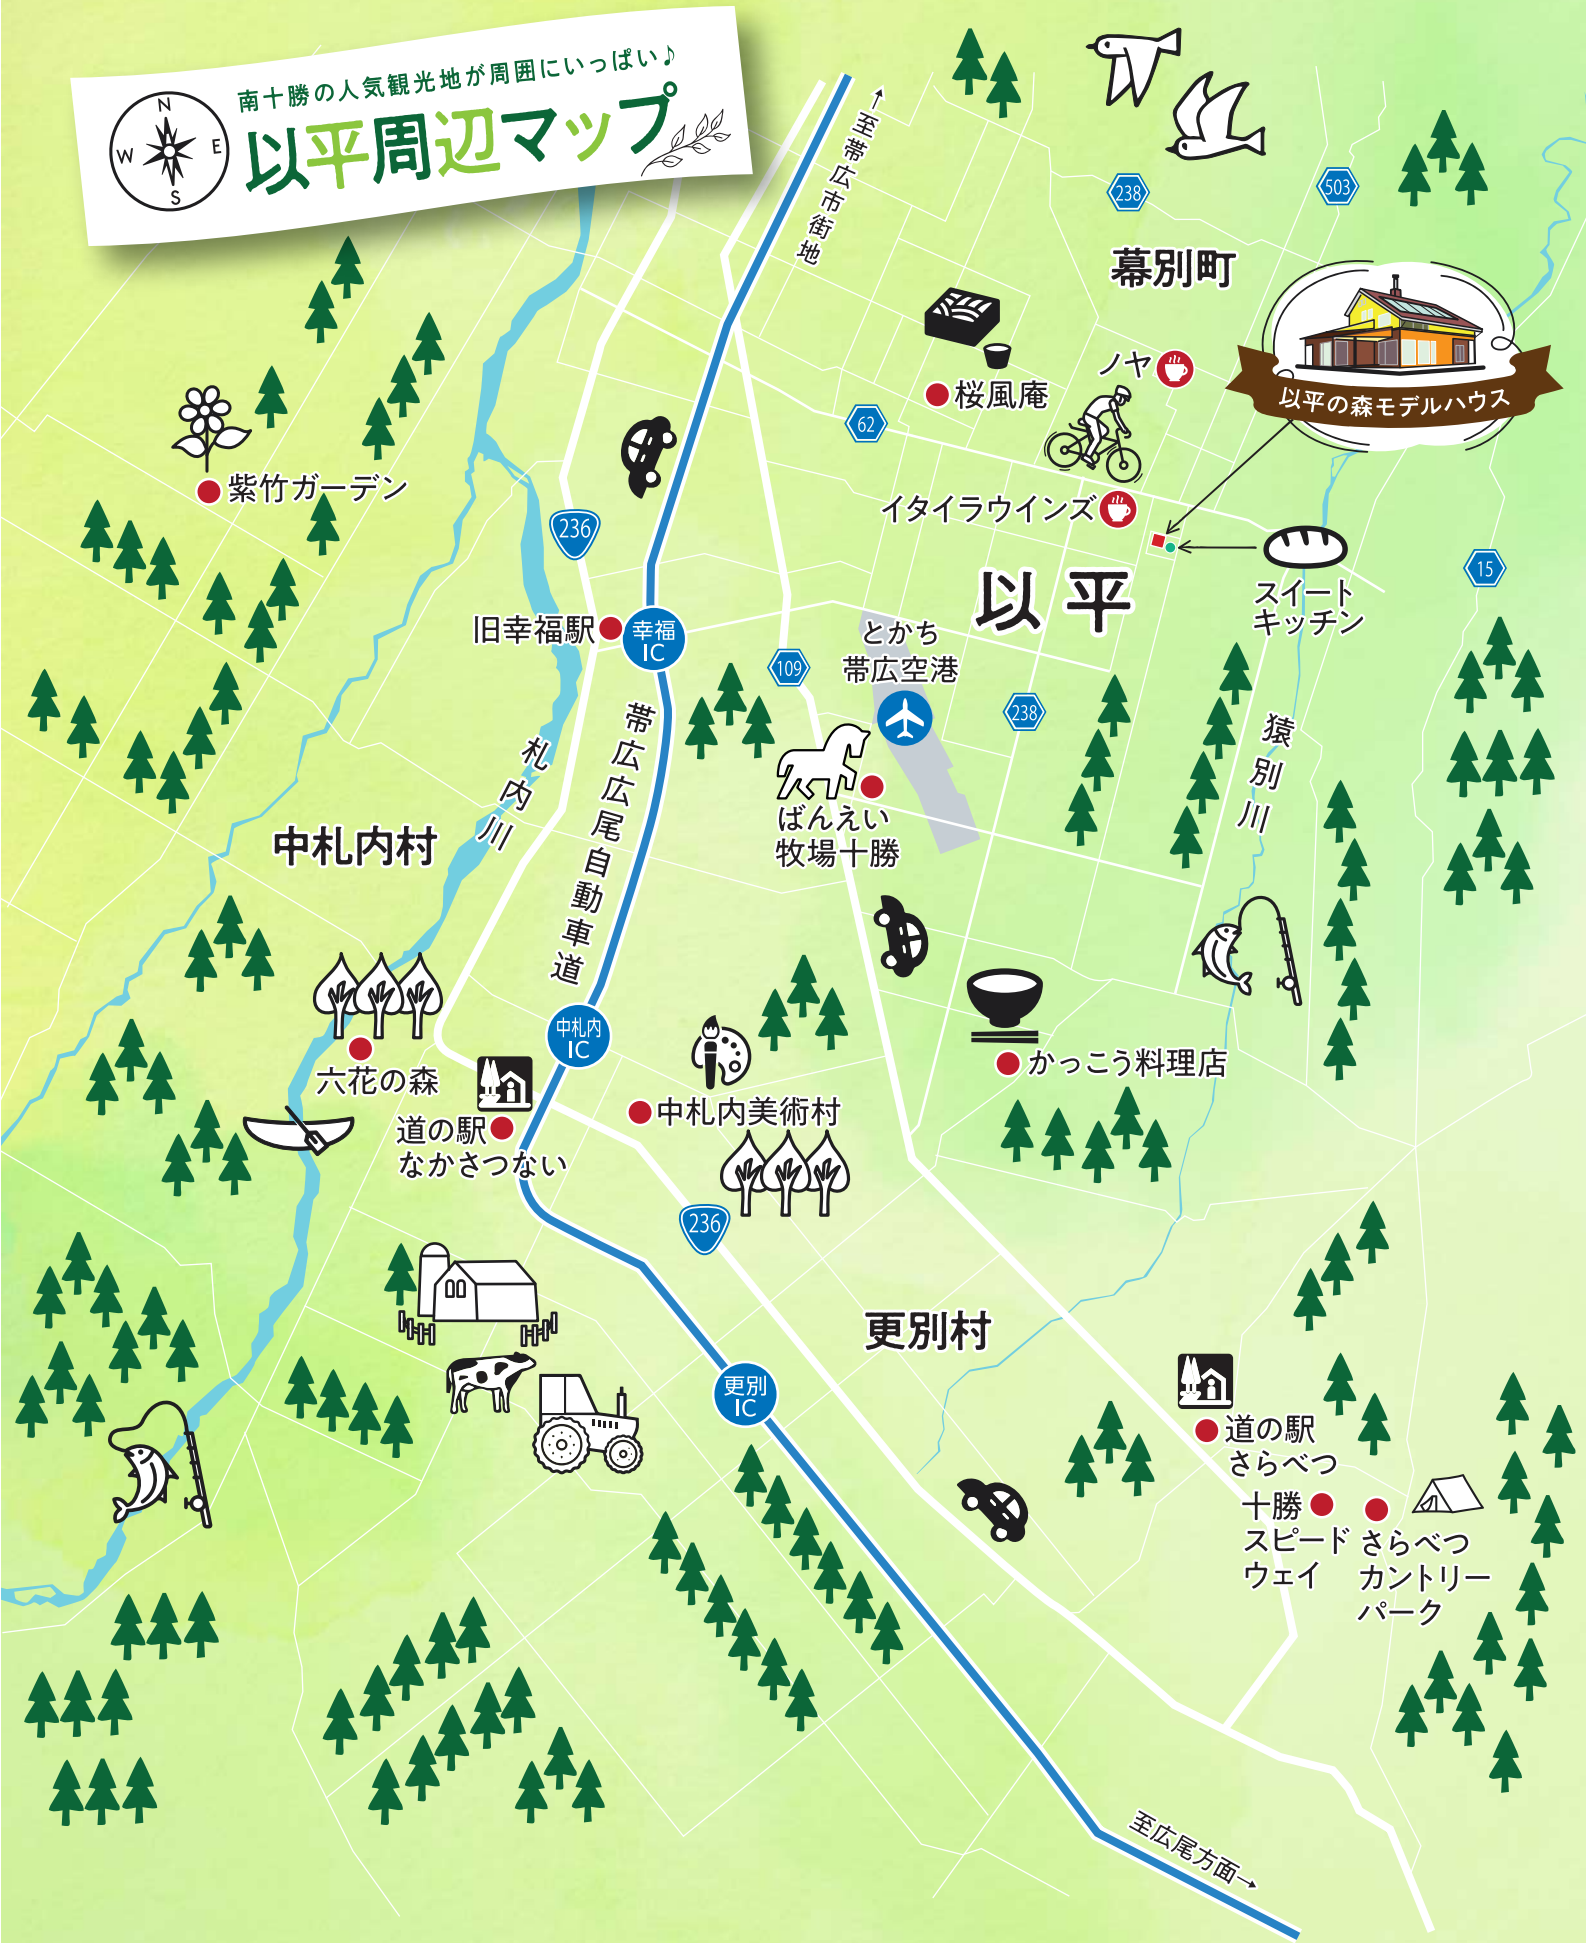 南十勝の人気観光地が周囲にいっぱい♪
以平周辺マップ
N
W
E
S
→至帯広市街地
238
503
幕別町
以平の森モデルハウス
桜風庵
ノヤ
62
紫竹ガーデン
イタイラウインズ
236
以平
スイート
キッチン
15
旧幸福駅
幸福
IC
とかち
帯広空港
109
238
帯広広尾自動車道
札内川
猿別川
ばんえい
牧場十勝
中札内村
中札内
IC
かっこう料理店
六花の森
道の駅
なかさつない
中札内美術村
236
更別村
更別
IC
道の駅
さらべつ
十勝
スピード
ウェイ
さらべつ
カントリー
パーク
至広尾方面→